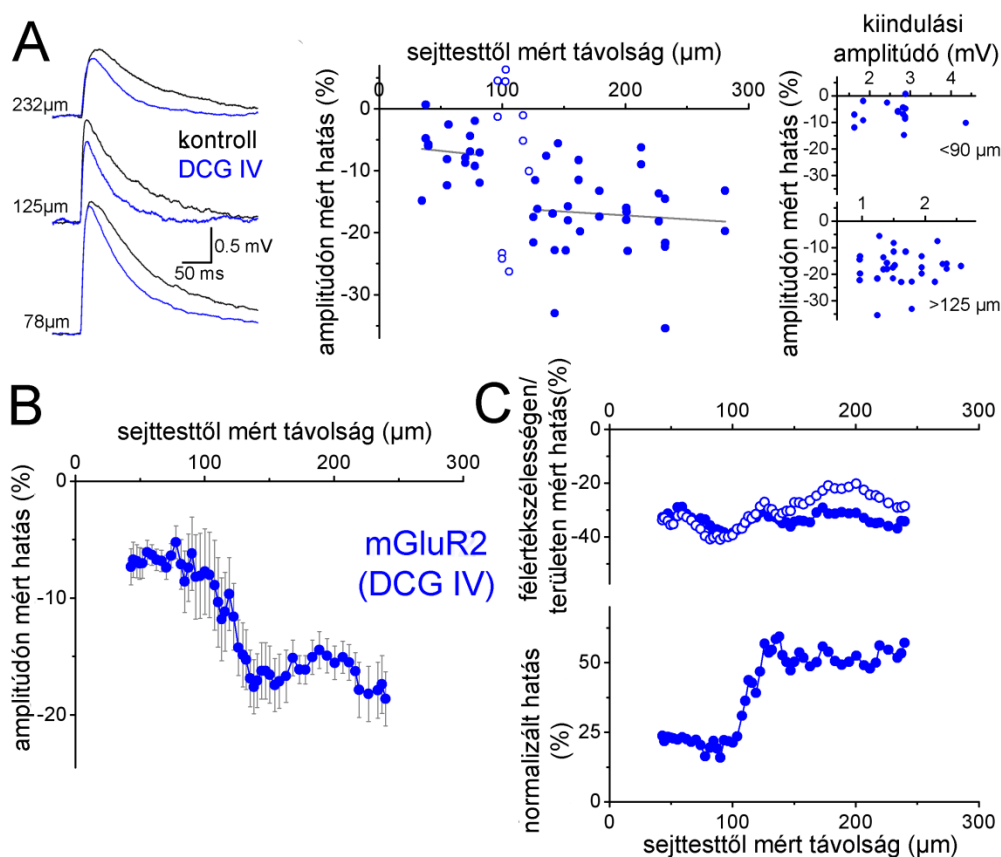 A
232µm
kontroll
DCG IV
125µm
0.5 mV
50 ms
78µm
sejttesttől mért távolság (µm)
0 100 200 300
amplitúdón mért hatás (%)
0
-10
-20
-30
kiindulási
amplitúdó (mV)
2 3 4
0
-10
-20
-30
<90 µm
1 2
0
-10
-20
-30
>125 µm
amplitúdón mért hatás (%)
B
sejttesttől mért távolság (µm)
0 100 200 300
amplitúdón mért hatás (%)
0
-10
-20
mGluR2
(DCG IV)
C
félértékszélességen/
területen mért hatás(%)
0 100 200 300
0
-20
-40
normalizált hatás
(%)
50
25
0
0 100 200 300
sejttesttől mért távolság (µm)